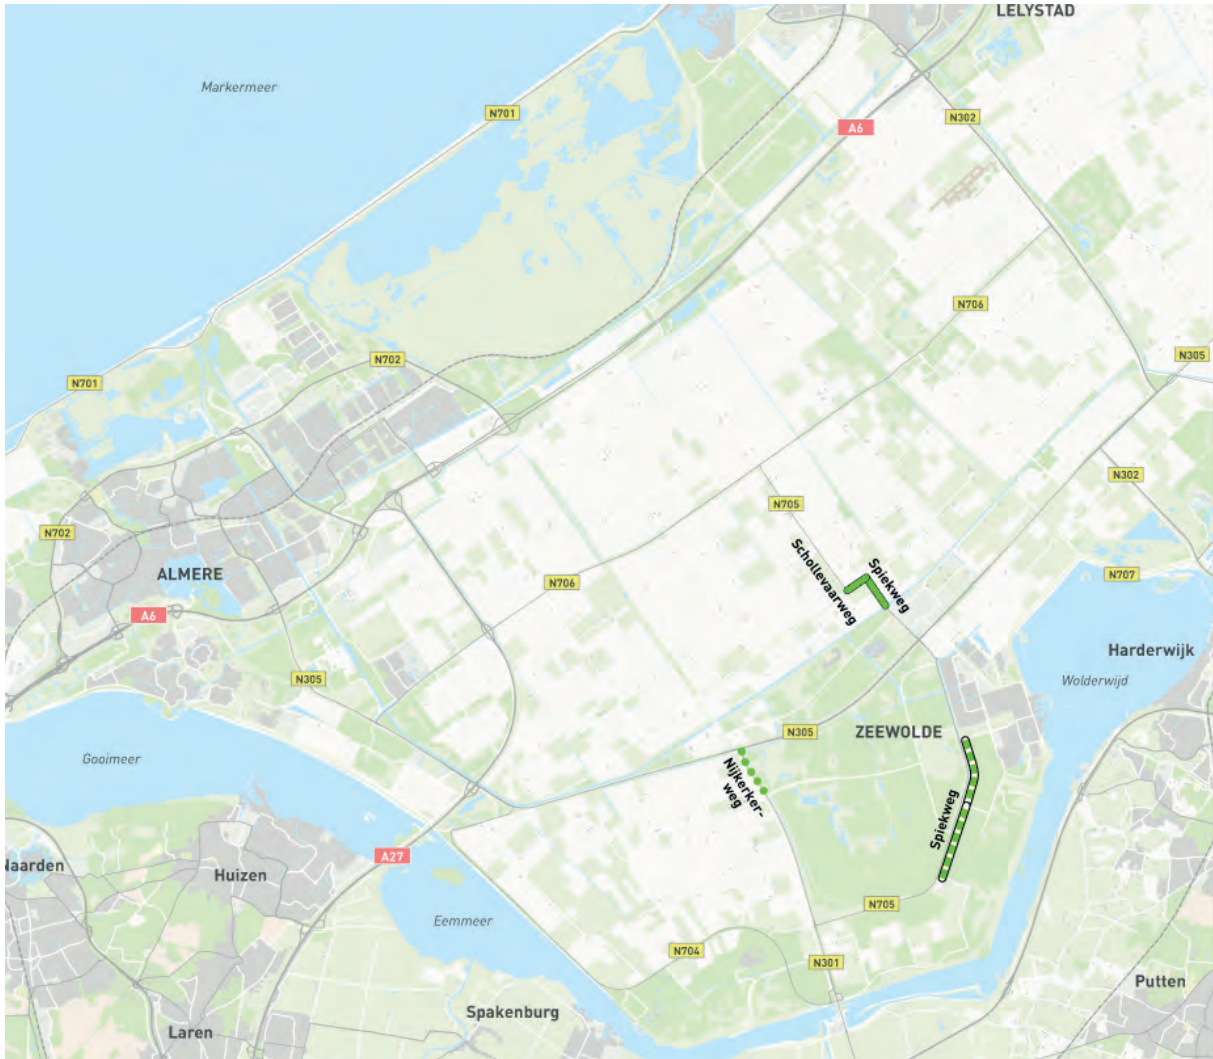 LELYSTAD
Markermeer
N701
N302
A6
N706
N305
N702
N701
N302
N705
N702
Schollevaarweg
Spiekweg
ALMERE
N706
N707
A6
Harderwijk
N305
Wolderwijd
ZEEWOLDE
N305
Gooimeer
Nijkerker-
weg
Spiekweg
A27
Naarden
Huizen
N705
Eemmeer
N704
N301
Putten
Spakenburg
Laren